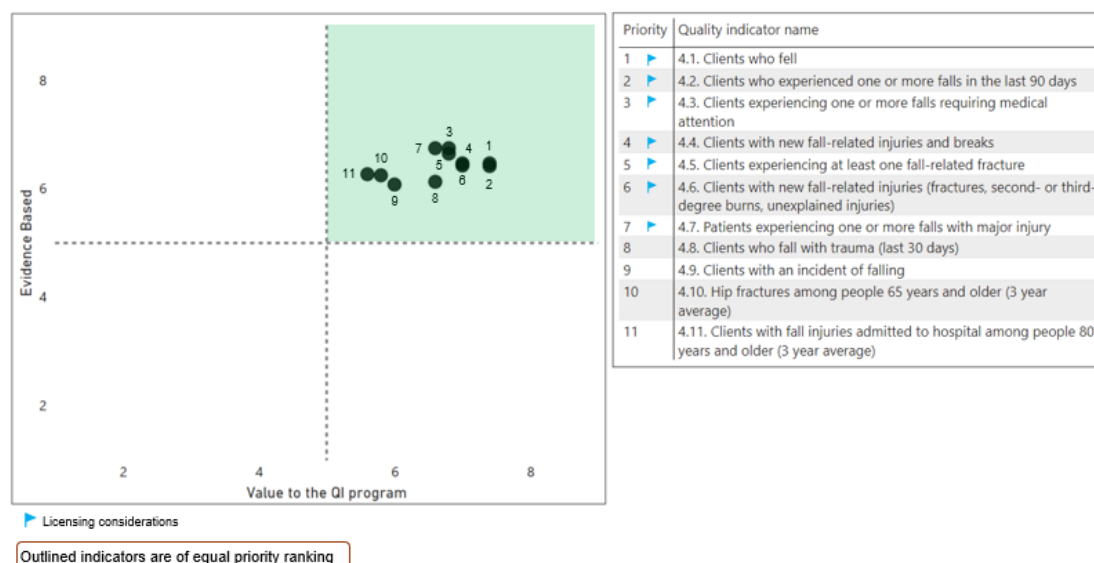 8
6
4
2
Evidence Based
3
7
4
1
5
10
11
6
2
8
9
2
4
6
8
Value to the QI program
Priority Quality indicator name
1 4.1. Clients who fell
2 4.2. Clients who experienced one or more falls in the last 90 days
3 4.3. Clients experiencing one or more falls requiring medical
attention
4 4.4. Clients with new fall-related injuries and breaks
5 4.5. Clients experiencing at least one fall-related fracture
6 4.6. Clients with new fall-related injuries (fractures, second- or third-
degree burns, unexplained injuries)
7 4.7. Patients experiencing one or more falls with major injury
8 4.8. Clients who fall with trauma (last 30 days)
9 4.9. Clients with an incident of falling
10 4.10. Hip fractures among people 65 years and older (3 year
average)
11 4.11. Clients with fall injuries admitted to hospital among people 80
years and older (3 year average)
Licensing considerations
Outlined indicators are of equal priority ranking